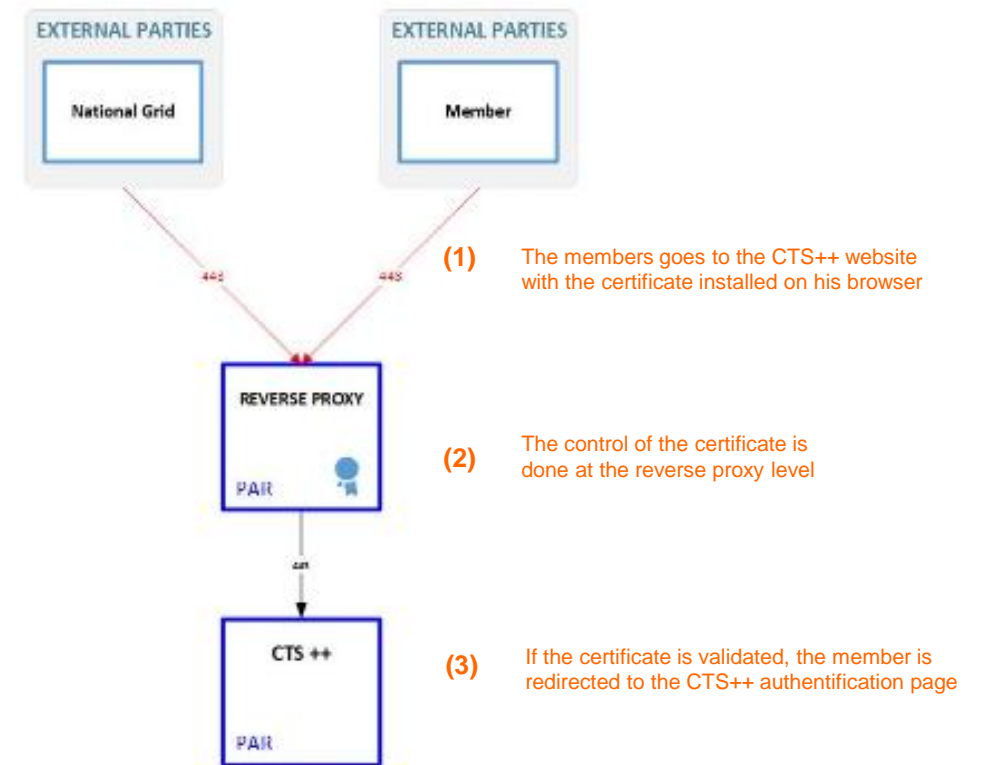 EXTERNAL PARTIES
EXTERNAL PARTIES
National Grid
Member
443
443
(1)
The members goes to the CTS++ website
with the certificate installed on his browser
REVERSE PROXY
(2)
The control of the certificate is
done at the reverse proxy level
PAR
CTS ++
(3)
If the certificate is validated, the member is
redirected to the CTS++ authentification page
PAR